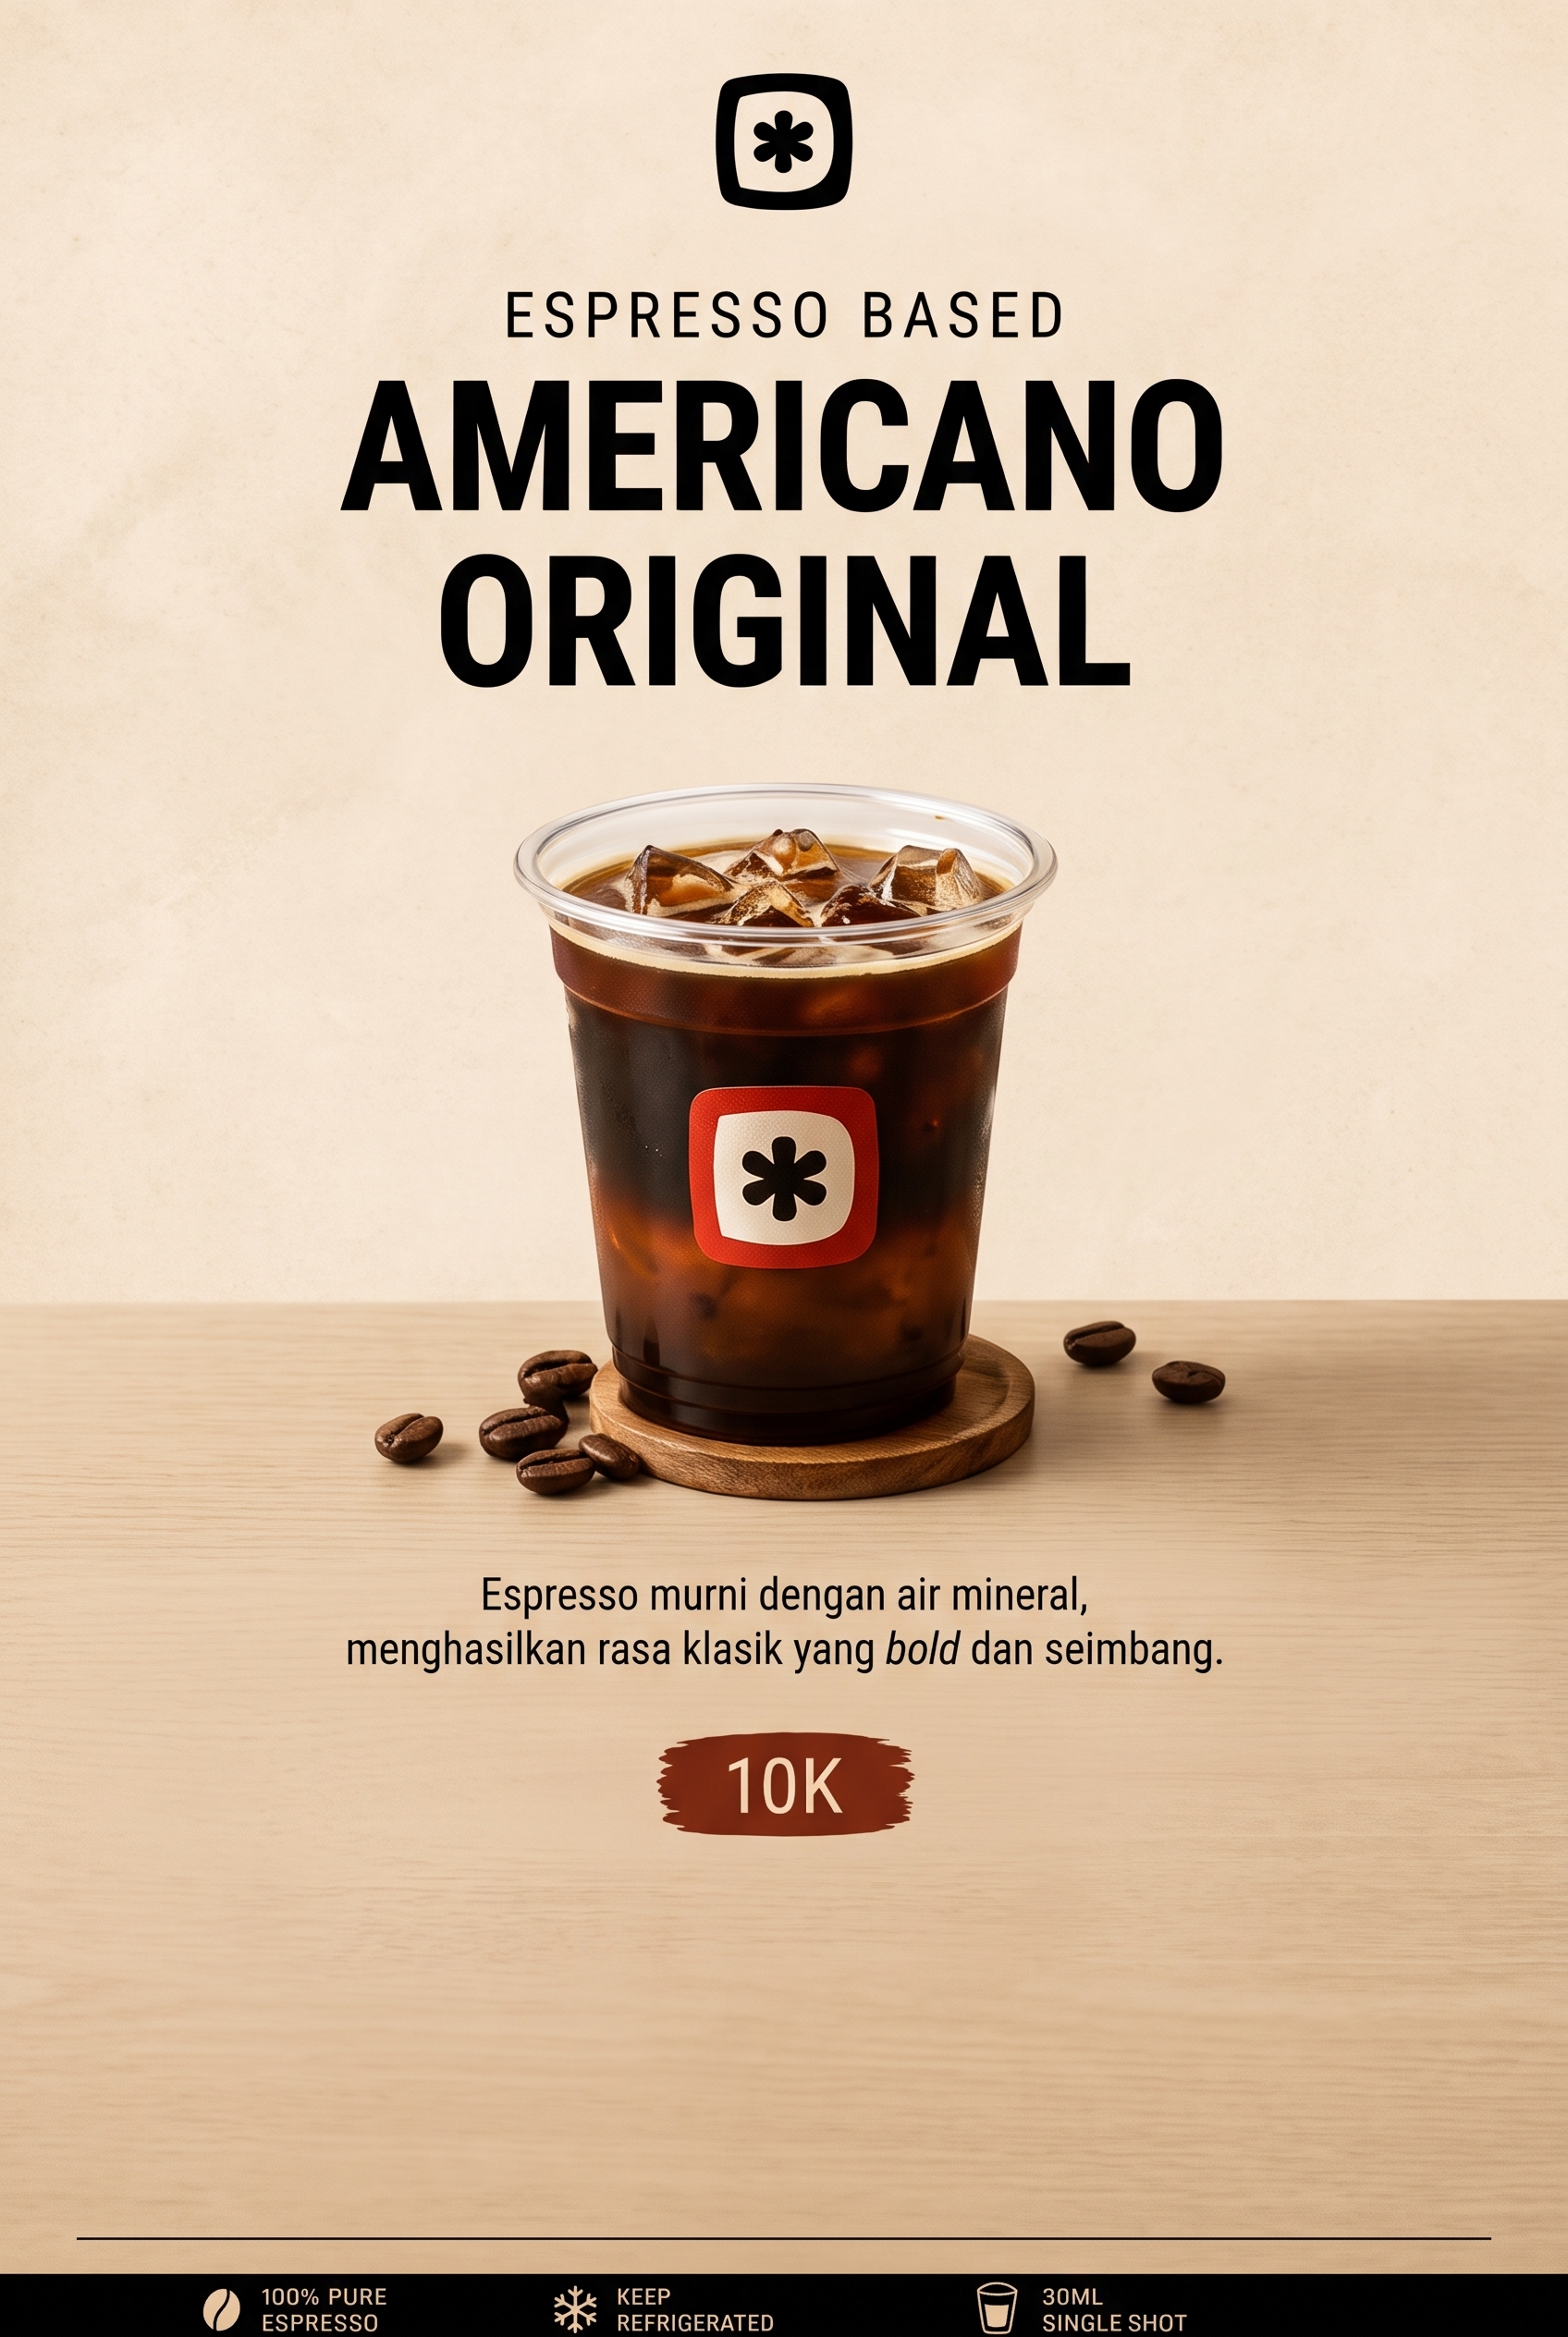 ESPRESSO BASED
AMERICANO
ORIGINAL
Espresso murni dengan air mineral,
menghasilkan rasa klasik yang bold dan seimbang.
10K
100% PURE
ESPRESSO
KEEP
REFRIGERATED
30ML
SINGLE SHOT